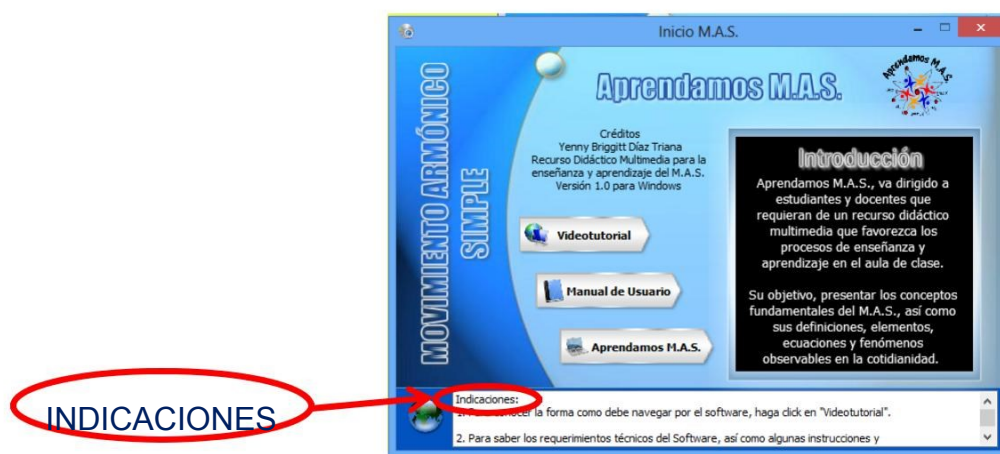 Inicio M.A.S.
MOVIMIENTO ARMÓNICO
SIMPLE
Aprendamos M.A.S.
Aprendamos M.A.S.
Créditos
Yenny Briggitt Díaz Triana
Recurso Didáctico Multimedia para la
enseñanza y aprendizaje del M.A.S.
Versión 1.0 para Windows
Videotutorial
Manual de Usuario
Aprendamos M.A.S.
Introducción
Aprendamos M.A.S., va dirigido a
estudiantes y docentes que
requieran de un recurso didáctico
multimedia que favorezca los
procesos de enseñanza y
aprendizaje en el aula de clase.
Su objetivo, presentar los conceptos
fundamentales del M.A.S., así como
sus definiciones, elementos,
ecuaciones y fenómenos
observables en la cotidianidad.
INDICACIONES
Indicaciones:
1. Para conocer la forma como debe navegar por el software, haga click en "Videotutorial".
2. Para saber los requerimientos técnicos del Software, así como algunas instrucciones y